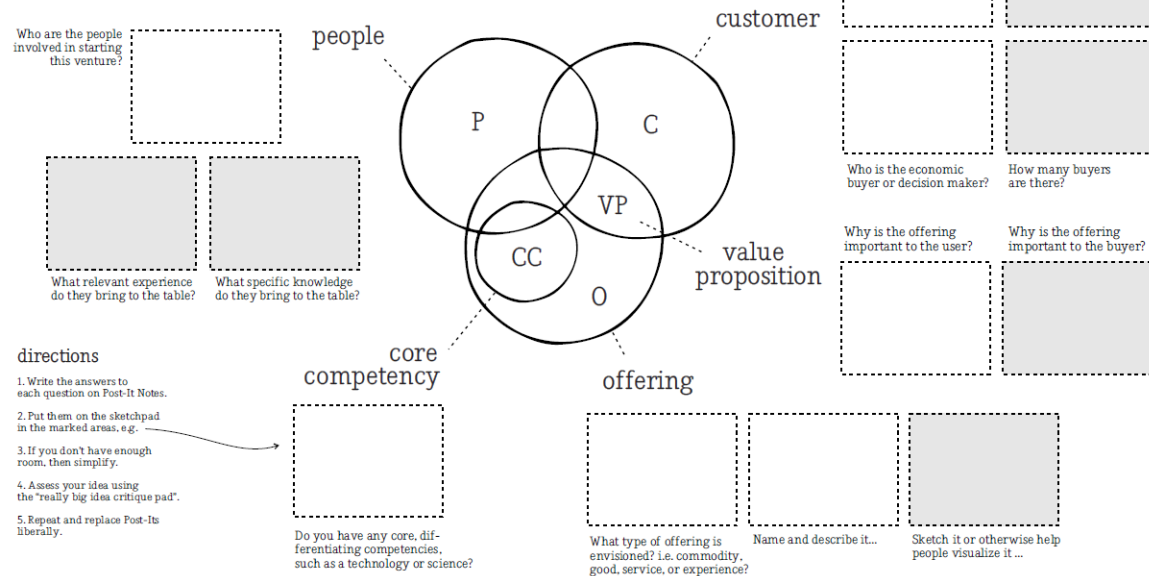 Who are the people
involved in starting
this venture?
What relevant experience
do they bring to the table?
What specific knowledge
do they bring to the table?
people
customer
P
C
VP
CC
O
value
proposition
core
competency
offering
Who is the economic
buyer or decision maker?
How many buyers
are there?
Why is the offering
important to the user?
Why is the offering
important to the buyer?
directions
1. Write the answers to
each question on Post-It Notes.
2. Put them on the sketchpad
in the marked areas, e.g.
3. If you don't have enough
room, then simplify.
4. Assess your idea using
the "really big idea critique pad".
5. Repeat and replace Post-Its
liberally.
Do you have any core, dif-
ferentiating competencies,
such as a technology or science?
What type of offering is
envisioned? i.e. commodity,
good, service, or experience?
Name and describe it...
Sketch it or otherwise help
people visualize it ...